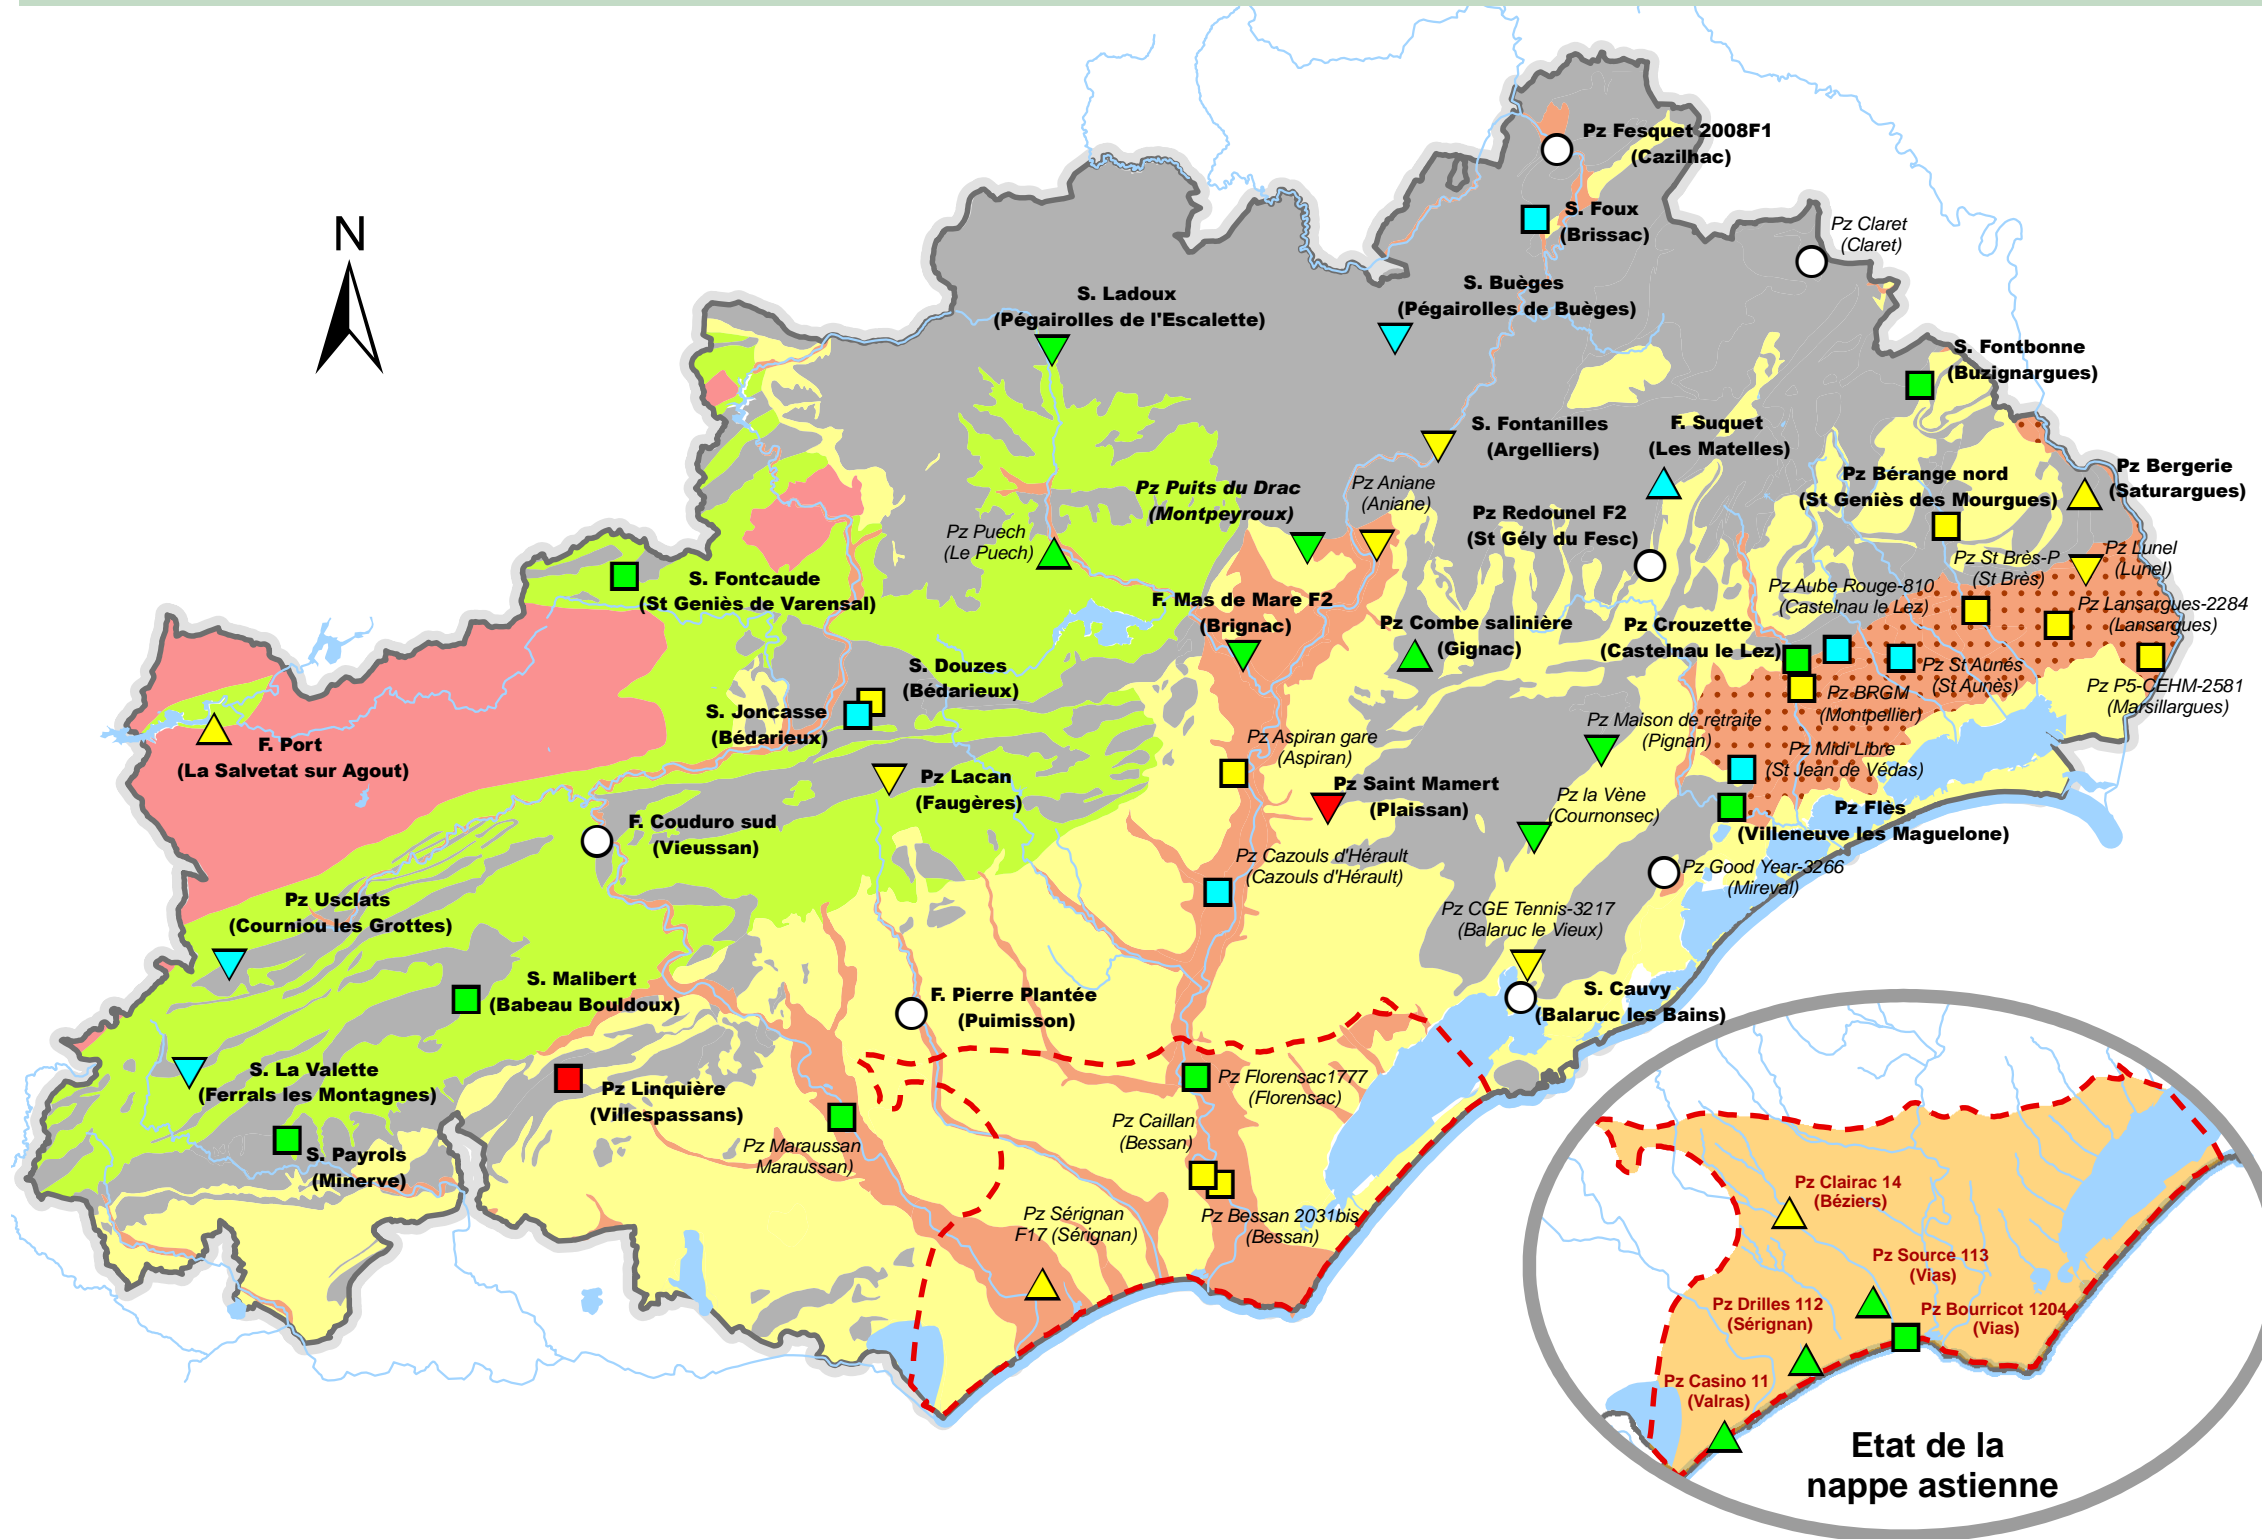 Pz Fesquet 2008F1
(Cazilhac)
N
S. Foux
(Brissac)
Pz Claret
(Claret)
S. Ladoux
(Pégairolles de l'Escalette)
S. Buèges
(Pégairolles de Buèges)
S. Fontbonne
(Buzignargues)
S. Fontanilles
(Argelliers)
F. Suquet
(Les Matelles)
Pz Bérange nord
(St Geniès des Mourgues)
Pz Bergerie
(Saturargues)
Pz Puits du Drac
(Montpeyroux)
Pz Aniane
(Aniane)
Pz Redounel F2
(St Gély du Fesc)
Pz Puech
(Le Puech)
Pz St Brès-P
(St Brès)
Pz Lunel
(Lunel)
S. Fontcaude
(St Geniès de Varensal)
F. Mas de Mare F2
(Brignac)
Pz Aube Rouge-810
(Castelnau le Lez)
Pz Lansargues-2284
(Lansargues)
Pz Combe salinière
(Gignac)
Pz Crouzette
(Castelnau le Lez)
S. Douzes
(Bédarieux)
Pz St Aunés
(St Aunès)
S. Joncasse
(Bédarieux)
Pz BRGM
(Montpellier)
Pz P5-CEHM-2581
(Marsillargues)
F. Port
(La Salvetat sur Agout)
Pz Aspiran gare
(Aspiran)
Pz Maison de retraite
(Pignan)
Pz Midi Libre
(St Jean de Védas)
Pz Lacan
(Faugères)
Pz Saint Mamert
(Plaissan)
Pz la Vène
(Cournonsec)
Pz Flès
(Villeneuve les Maguelone)
F. Couduro sud
(Vieussan)
Pz Cazouls d'Hérault
(Cazouls d'Hérault)
Pz Good Year-3266
(Mireval)
Pz Usclats
(Courniou les Grottes)
Pz CGE Tennis-3217
(Balaruc le Vieux)
S. Malibert
(Babeau Bouldoux)
F. Pierre Plantée
(Puimisson)
S. Cauvy
(Balaruc les Bains)
S. La Valette
(Ferrals les Montagnes)
Pz Linquière
(Villespassans)
Pz Florensac1777
(Florensac)
Pz Caillan
(Bessan)
S. Payrols
(Minerve)
Pz Maraussan
Maraussan)
Pz Sérignan
F17 (Sérignan)
Pz Bessan 2031bis
(Bessan)
Pz Clairac 14
(Béziers)
Pz Source 113
(Vias)
Pz Drilles 112
(Sérignan)
Pz Bourricot 1204
(Vias)
Pz Casino 11
(Valras)
Etat de la
nappe astienne